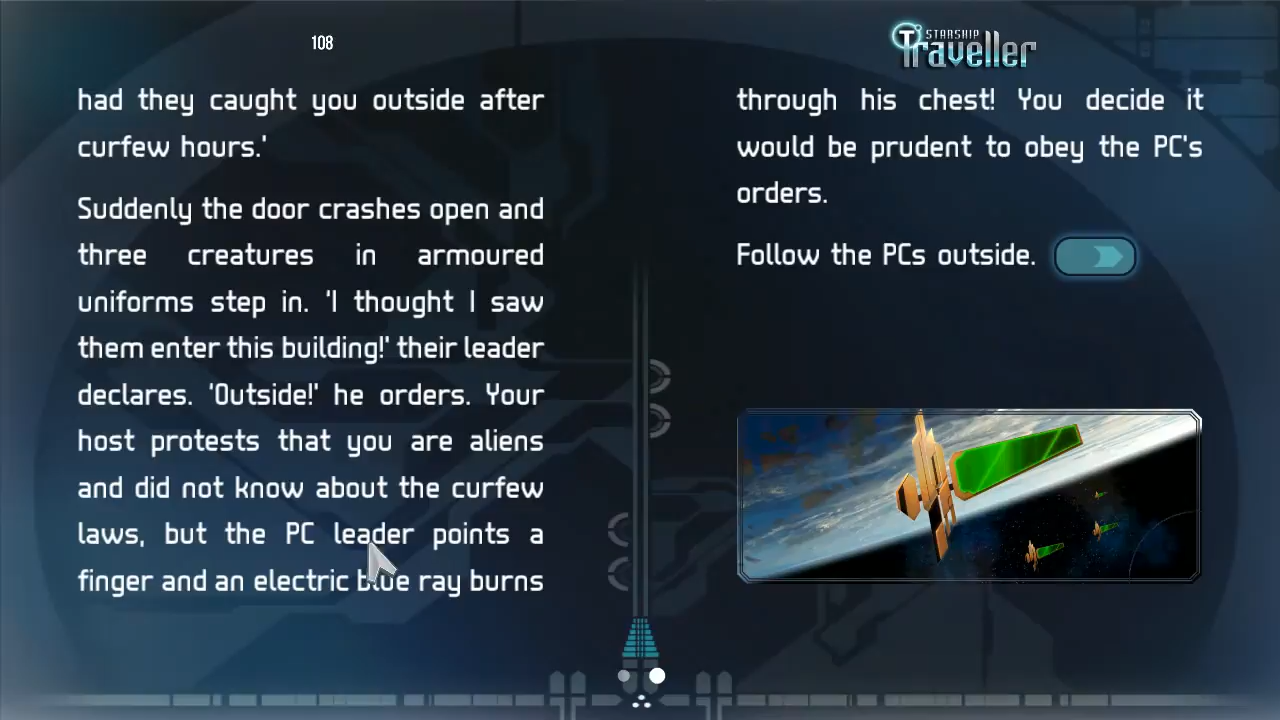 108
STARSHIP
Traveller
had they caught you outside after
curfew hours.'
Suddenly the door crashes open and
three creatures in armoured
uniforms step in. 'I thought I saw
them enter this building!' their leader
declares. 'Outside!' he orders. Your
host protests that you are aliens
and did not know about the curfew
laws, but the PC leader points a
finger and an electric blue ray burns
through his chest! You decide it
would be prudent to obey the PC's
orders.
Follow the PCs outside.